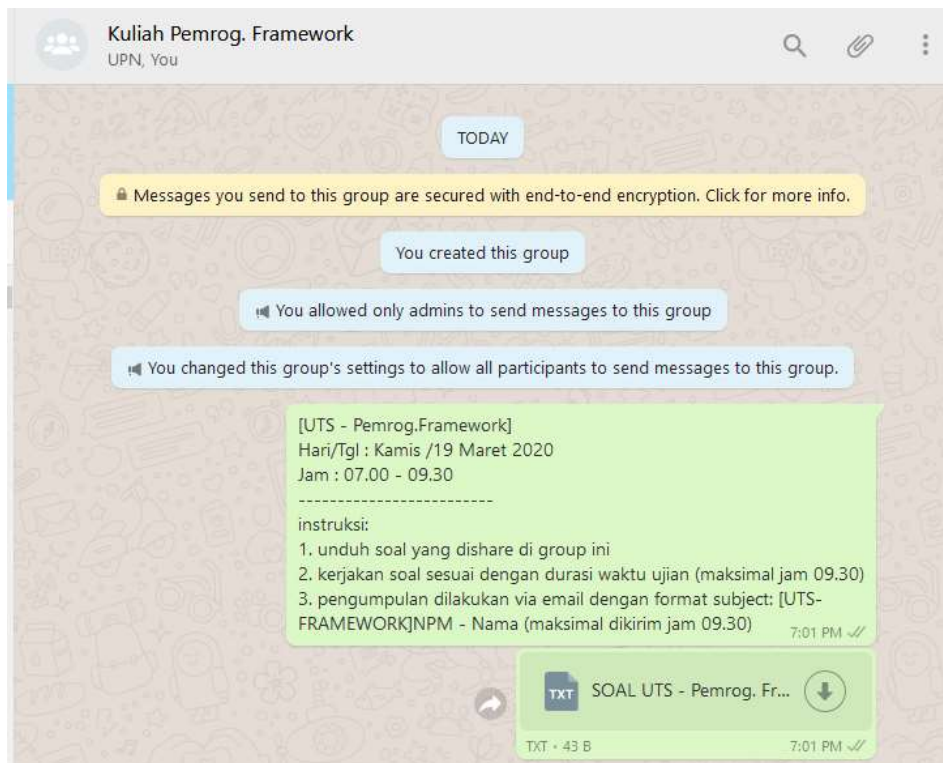 Kuliah Pemrog. Framework
UPN, You
TODAY
Messages you send to this group are secured with end-to-end encryption. Click for more info.
You created this group
You allowed only admins to send messages to this group
You changed this group's settings to allow all participants to send messages to this group.
[UTS - Pemrog.Framework]
Hari/Tgl : Kamis /19 Maret 2020
Jam : 07.00 - 09.30
-------------------------
instruksi:
1. unduh soal yang dishare di group ini
2. kerjakan soal sesuai dengan durasi waktu ujian (maksimal jam 09.30)
3. pengumpulan dilakukan via email dengan format subject: [UTS-
FRAMEWORK]NPM - Nama (maksimal dikirim jam 09.30)
7:01 PM
TXT
SOAL UTS - Pemrog. Fr...
TXT • 43 B
7:01 PM